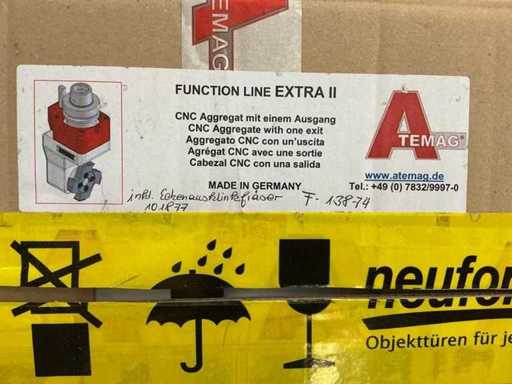 ATEMAG
FUNCTION LINE EXTRA II
CNC Aggregat mit einem Ausgang
CNC Aggregate with one exit
Aggregato CNC con un'uscita
Agrégat CNC avec une sortie
Cabezal CNC con una salida
MADE IN GERMANY
ATEMAG®
www.atemag.de
Tel.: +49 (0) 7832/9997-0
inkl. Eckenausklinkfräser F-13874
101877
neufor
Objekttüren für je